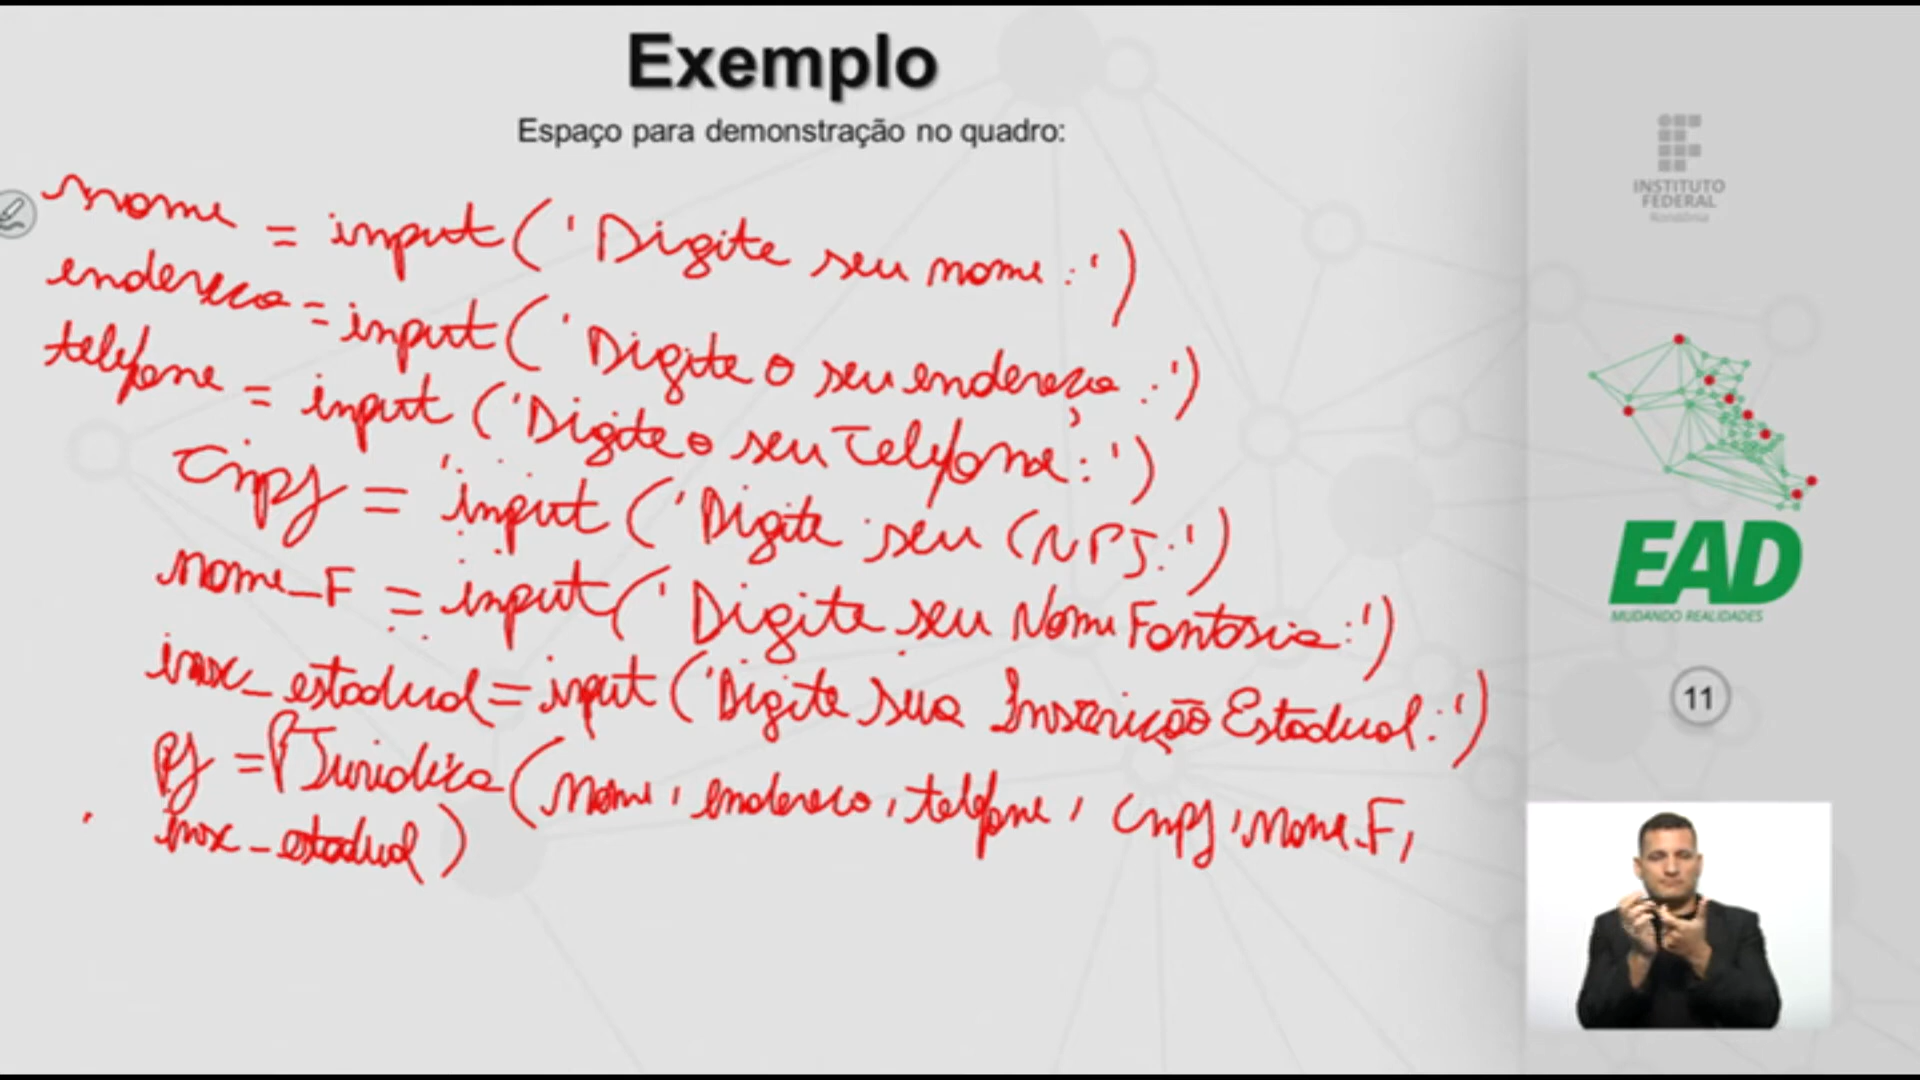 Exemplo
Espaço para demonstração no quadro:
nome = input('Digite seu nome:')
endereço = input('Digite o seu endereço:')
telefone = input('Digite o seu Telefone:')
cnpj = input('Digite seu CNPJ:')
nome_F = input('Digite seu Nome Fantasia:')
insc_estadual = input('Digite sua Inscrição Estadual:')
PJ = PJuridica(nome, endereco, telefone, cnpj, nome_F,
insc_estadual)
INSTITUTO
FEDERAL
Rondônia
EAD
MUDANDO REALIDADES
11